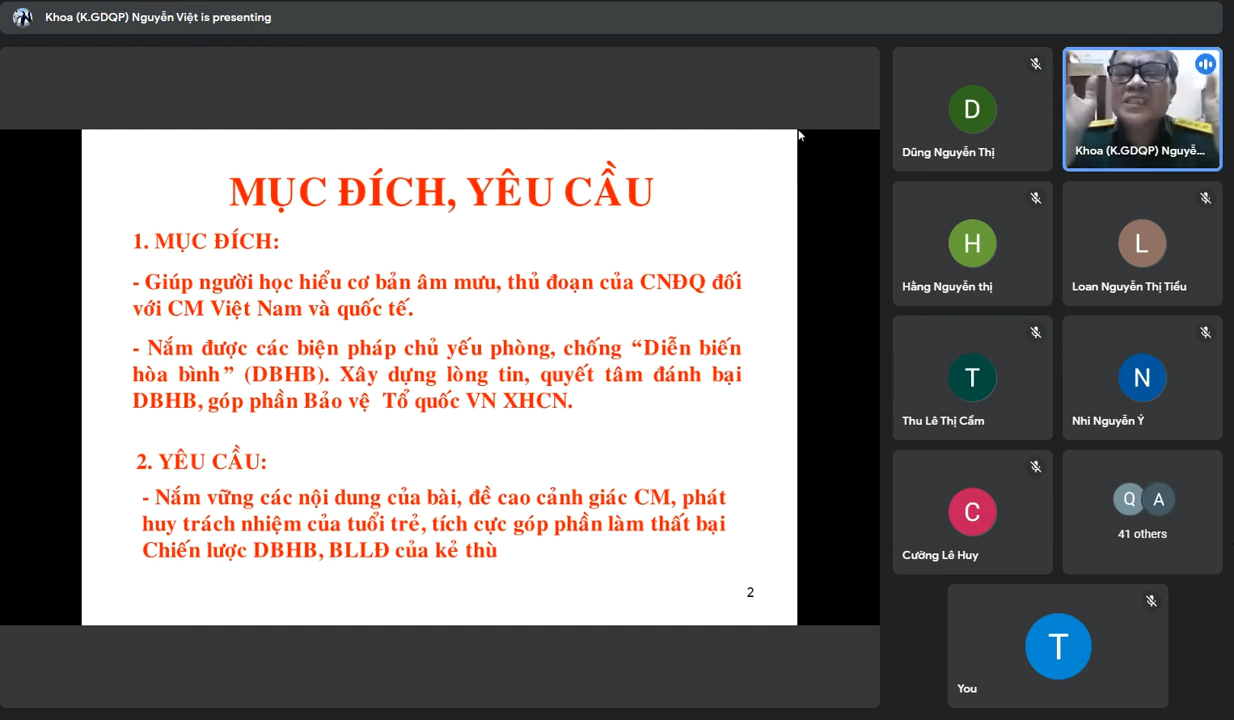 Khoa (K.GDQP) Nguyễn Việt is presenting
MỤC ĐÍCH, YÊU CẦU
1. MỤC ĐÍCH:
- Giúp người học hiểu cơ bản âm mưu, thủ đoạn của CNĐQ đối
với CM Việt Nam và quốc tế.
- Nắm được các biện pháp chủ yếu phòng, chống “Diễn biến
hòa bình” (DBHB). Xây dựng lòng tin, quyết tâm đánh bại
DBHB, góp phần Bảo vệ Tổ quốc VN XHCN.
2. YÊU CẦU:
- Nắm vững các nội dung của bài, đề cao cảnh giác CM, phát
huy trách nhiệm của tuổi trẻ, tích cực góp phần làm thất bại
Chiến lược DBHB, BLLĐ của kẻ thù
2
D
Dũng Nguyễn Thị
Khoa (K.GDQP) Nguyễ...
H
Hằng Nguyễn thị
L
Loan Nguyễn Thị Tiểu
T
Thu Lê Thị Cẩm
N
Nhi Nguyễn Ý
C
Cường Lê Huy
Q A
41 others
T
You